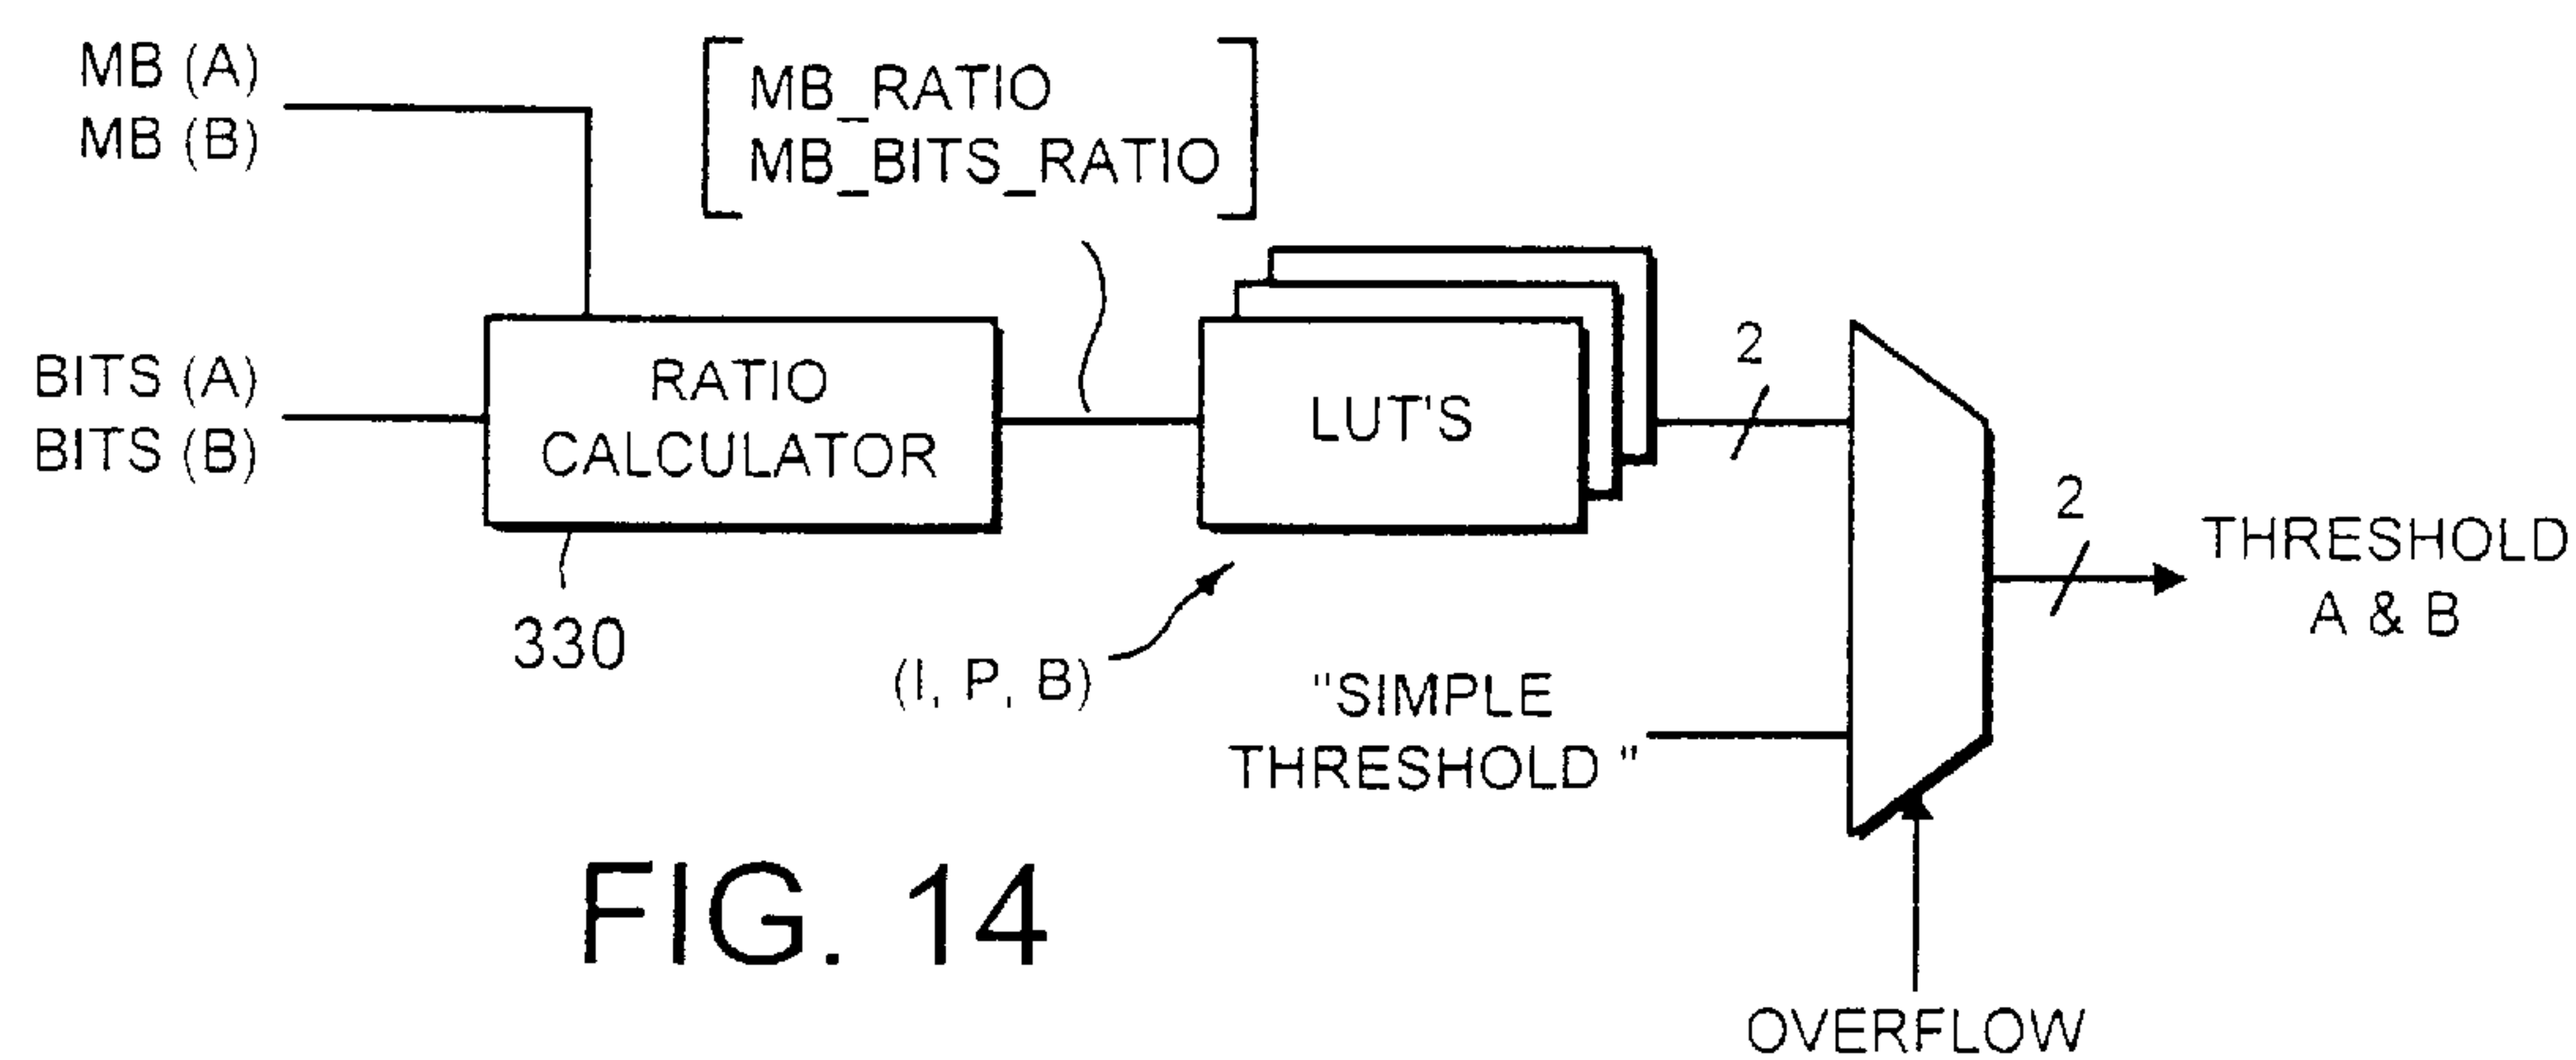 MB (A)
MB (B)
MB_RATIO
MB_BITS_RATIO
BITS (A)
BITS (B)
RATIO
CALCULATOR
330
LUT'S
(I, P, B)
2
2
THRESHOLD
A & B
"SIMPLE
THRESHOLD "
OVERFLOW
FIG. 14